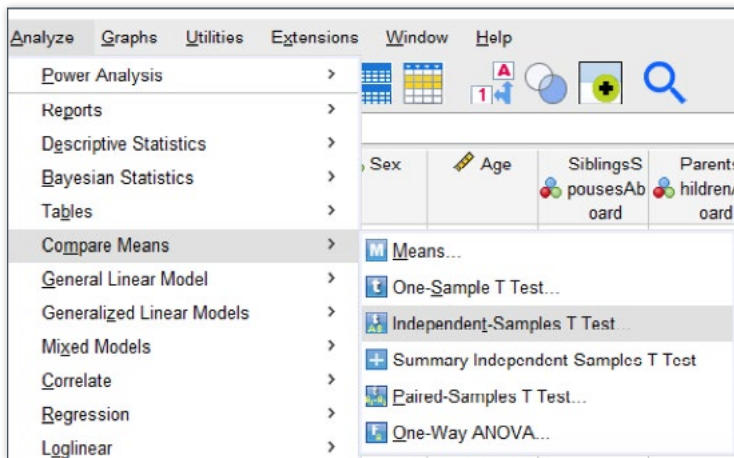 Analyze Graphs Utilities Extensions Window Help
Power Analysis
Reports
Descriptive Statistics
Bayesian Statistics
Tables
Compare Means
General Linear Model
Generalized Linear Models
Mixed Models
Correlate
Regression
Loglinear
A
1
Sex
Age
SiblingsS
pousesAb
oard
Parents
hildren
oard
M Means...
t One-Sample T Test...
Independent-Samples T Test...
Summary Independent Samples T Test
Paired-Samples T Test...
One-Way ANOVA...